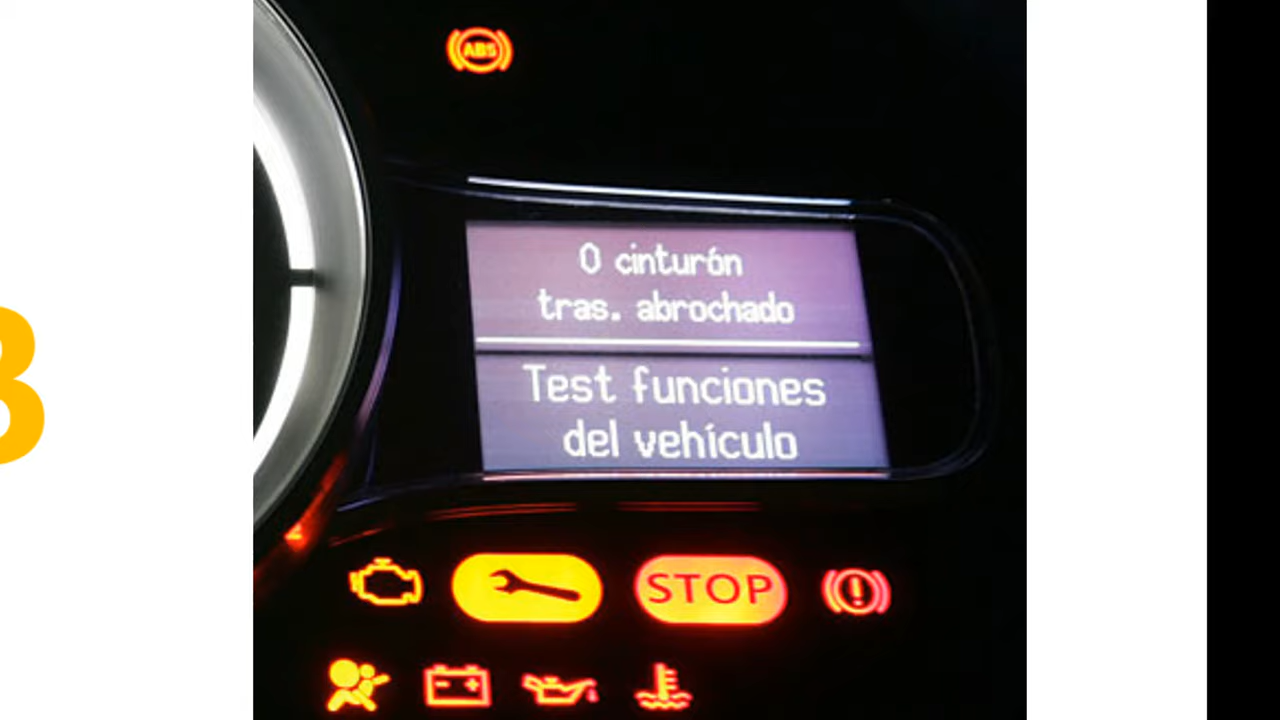 ABS
0 cinturón
tras. abrochado
Test funciones
del vehículo
STOP